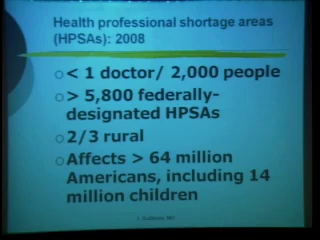 Health professional shortage areas
(HPSAs): 2008
< 1 doctor/ 2,000 people
> 5,800 federally-
designated HPSAs
2/3 rural
Affects > 64 million
Americans, including 14
million children